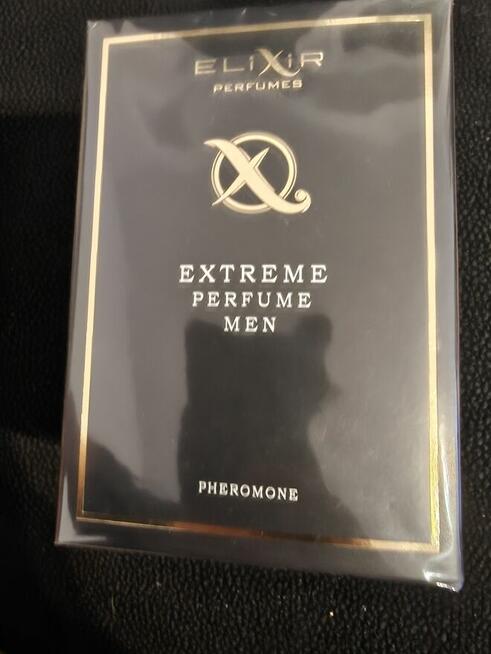 ELiXiR
PERFUMES
X
EXTREME
PERFUME
MEN
PHEROMONE